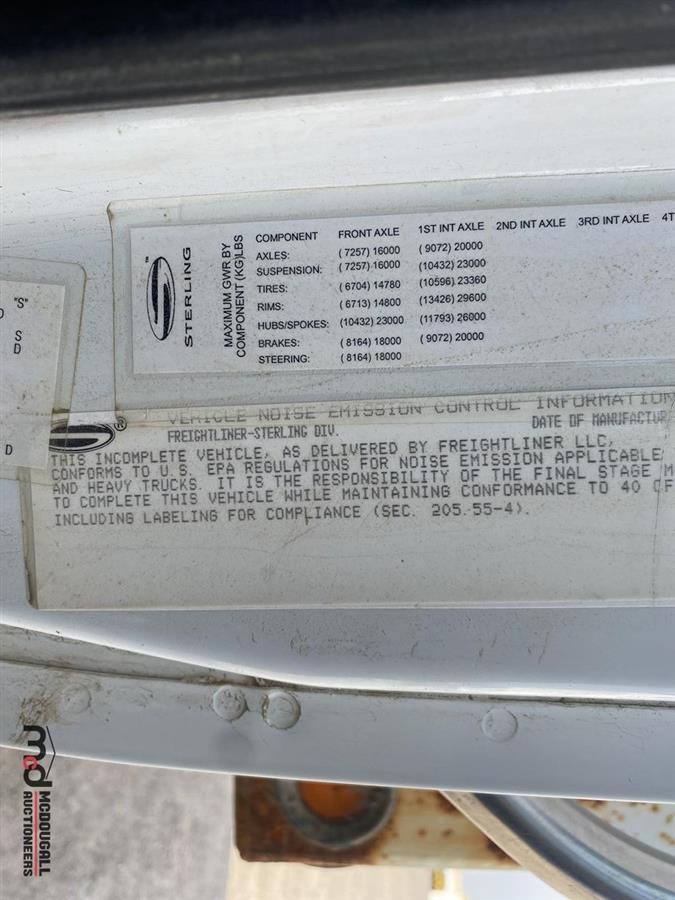 "S"
S
D
D
STERLING
MAXIMUM GWR BY
COMPONENT (KG)LBS
COMPONENT FRONT AXLE 1ST INT AXLE 2ND INT AXLE 3RD INT AXLE 4T
AXLES: (7257) 16000 (9072) 20000
SUSPENSION: (7257) 16000 (10432) 23000
TIRES: (6704) 14780 (10596) 23360
RIMS: (6713) 14800 (13426) 29600
HUBS/SPOKES: (10432) 23000 (11793) 26000
BRAKES: (8164) 18000 (9072) 20000
STEERING: (8164) 18000
VEHICLE NOISE EMISSION CONTROL INFORMATION
FREIGHTLINER-STERLING DIV. DATE OF MANUFACTUR
THIS INCOMPLETE VEHICLE, AS DELIVERED BY FREIGHTLINER LLC,
CONFORMS TO U.S. EPA REGULATIONS FOR NOISE EMISSION APPLICABLE
AND HEAVY TRUCKS. IT IS THE RESPONSIBILITY OF THE FINAL STAGE M
TO COMPLETE THIS VEHICLE WHILE MAINTAINING CONFORMANCE TO 40 CF
INCLUDING LABELING FOR COMPLIANCE (SEC. 205.55-4).
mcd
MCDOUGALL
AUCTIONEERS